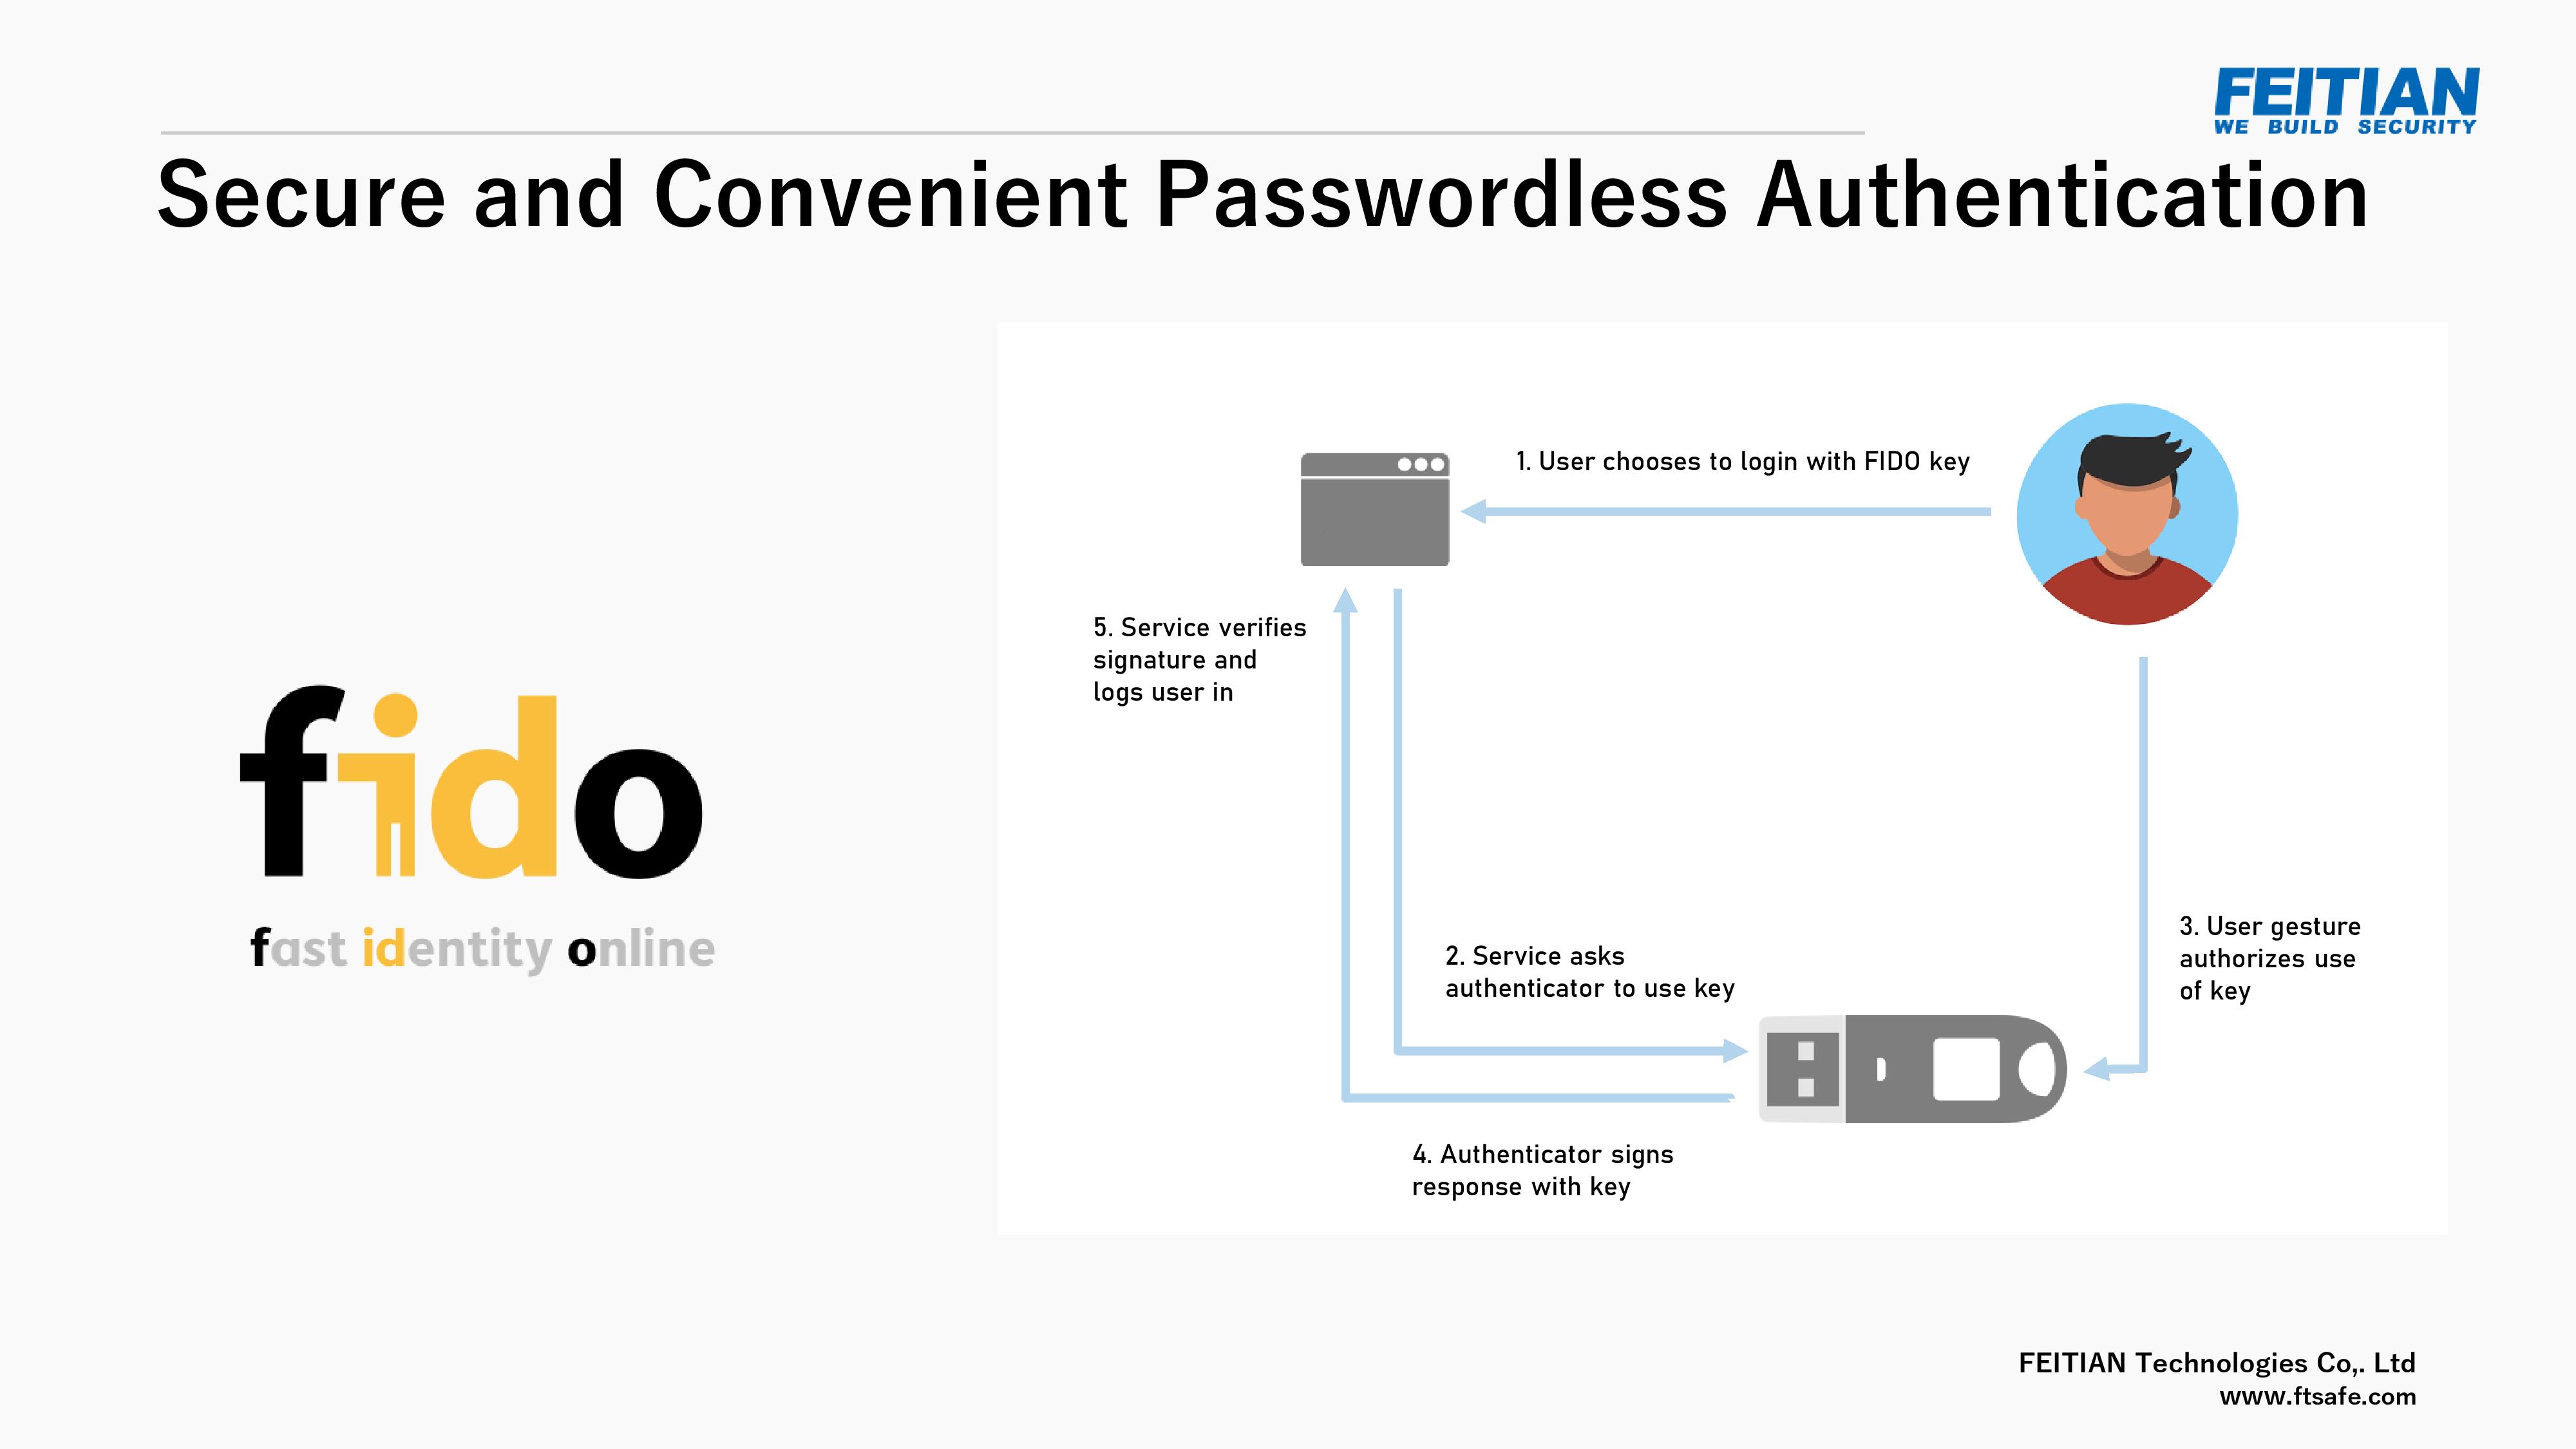 FEITIAN
WE BUILD SECURITY
Secure and Convenient Passwordless Authentication
1. User chooses to login with FIDO key
5. Service verifies
signature and
logs user in
fido
fast identity online
2. Service asks
authenticator to use key
3. User gesture
authorizes use
of key
4. Authenticator signs
response with key
FEITIAN Technologies Co,. Ltd
www.ftsafe.com